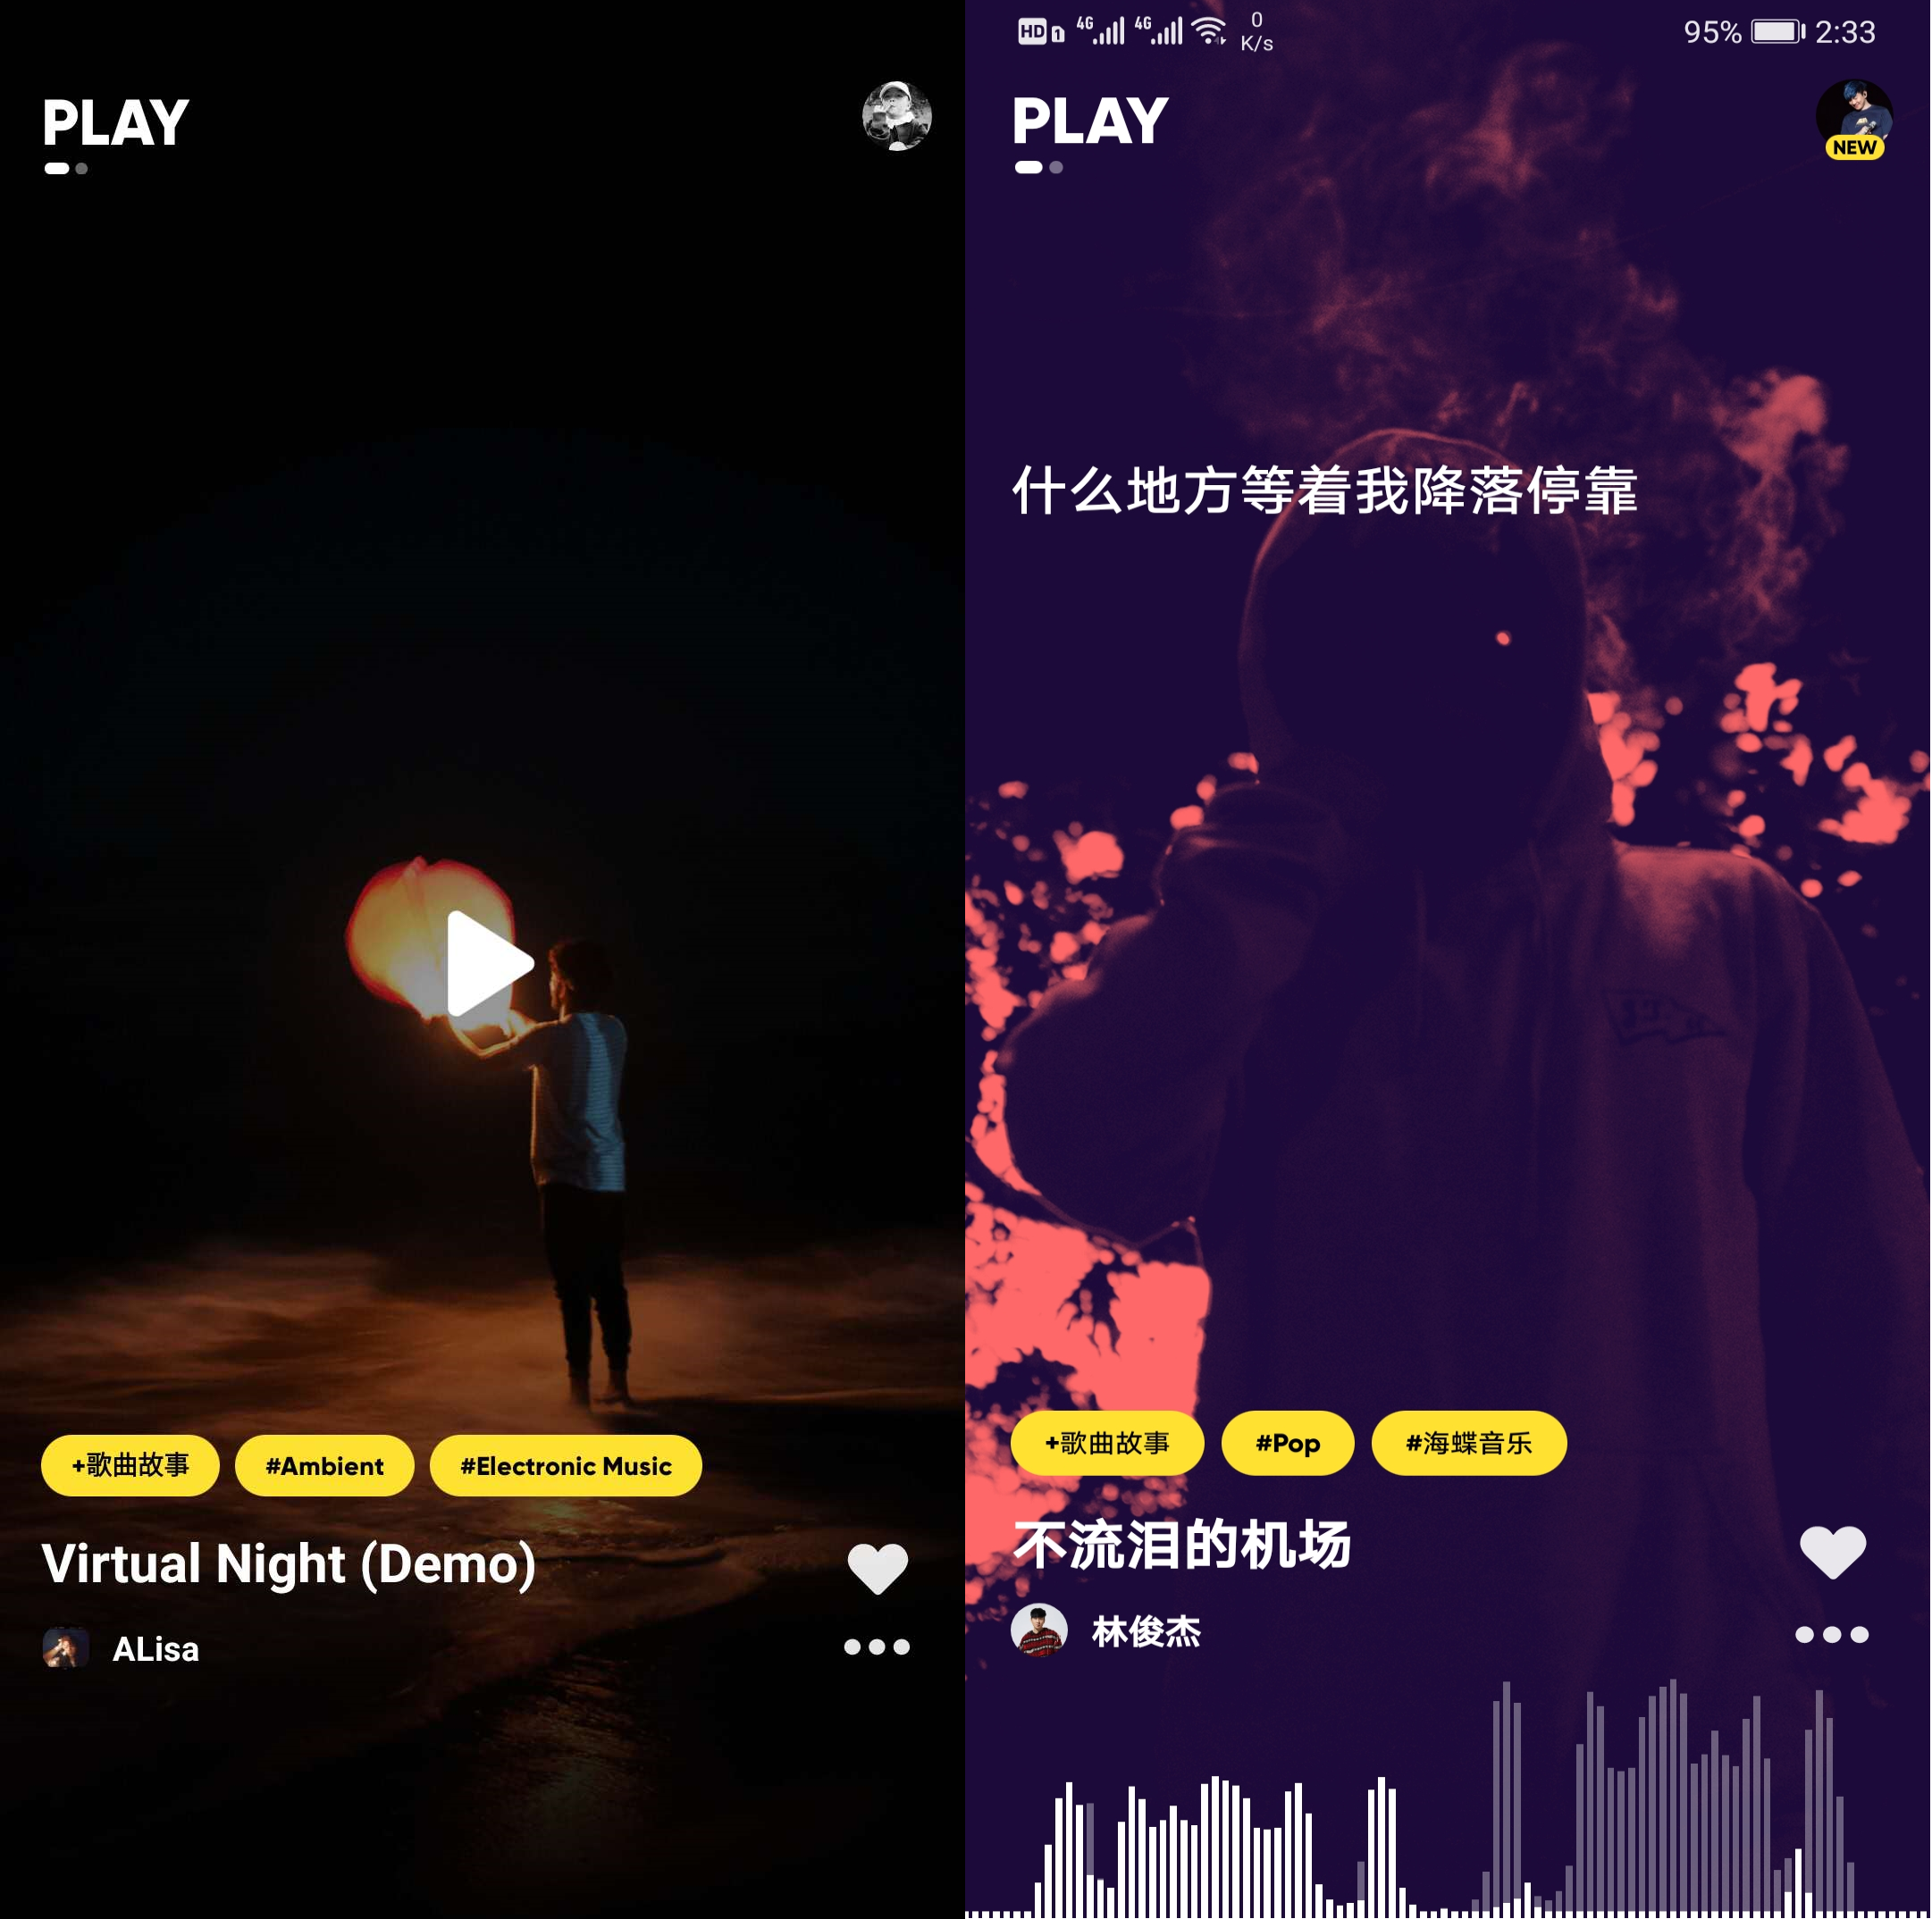 PLAY
+歌曲故事
#Ambient
#Electronic Music
Virtual Night (Demo)
ALisa
HD 1 4G 4G 0 K/s 95% 2:33
PLAY
NEW
什么地方等着我降落停靠
+歌曲故事
#Pop
#海蝶音乐
不流泪的机场
林俊杰